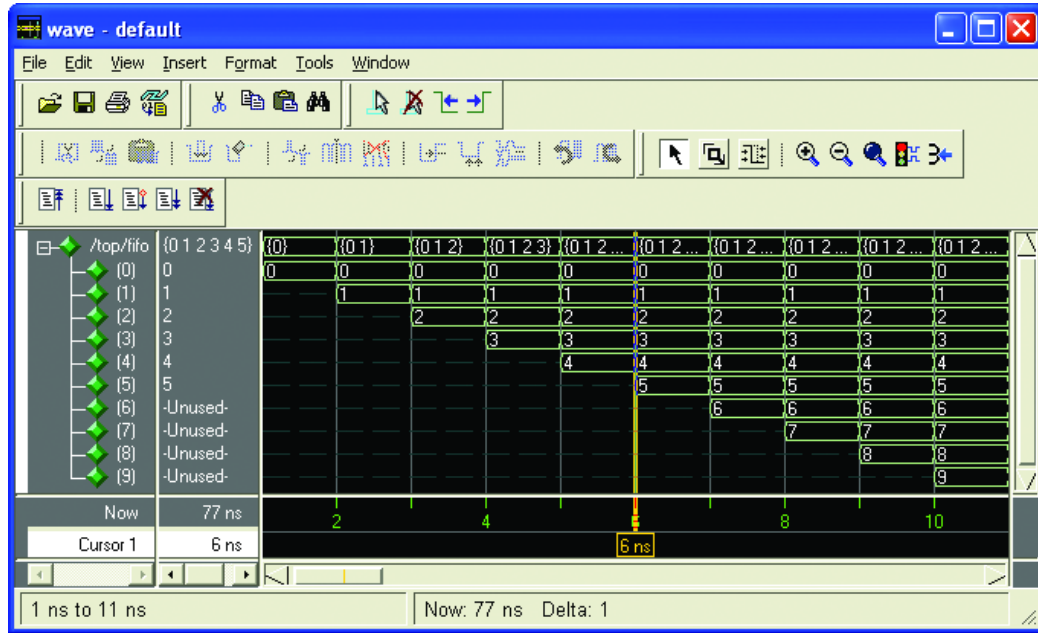 wave - default
File Edit View Insert Format Tools Window
/top/fifo {0 1 2 3 4 5} {0} {0 1} {0 1 2} {0 1 2 3} {0 1 2 ... {0 1 2 ... {0 1 2 ... {0 1 2 ... {0 1 2 ... {0 1 2 ...
(0) 0 0 0 0 0 0 0 0 0 0 0
(1) 1 1 1 1 1 1 1 1 1 1
(2) 2 2 2 2 2 2 2 2 2
(3) 3 3 3 3 3 3 3 3
(4) 4 4 4 4 4 4 4
(5) 5 5 5 5 5 5
(6) -Unused- 6 6 6 6
(7) -Unused- 7 7 7
(8) -Unused- 8 8
(9) -Unused- 9
Now 77 ns 2 4 8 10
Cursor 1 6 ns 6 ns
1 ns to 11 ns Now: 77 ns Delta: 1